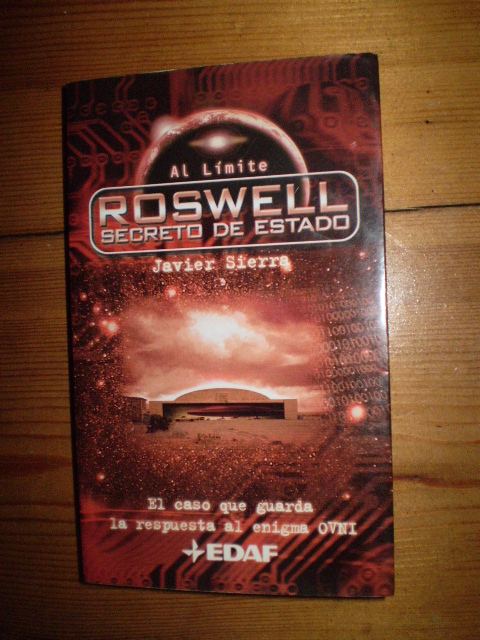 Al Límite
ROSWELL
SECRETO DE ESTADO
Javier Sierra
El caso que guarda
la respuesta al enigma OVNI
EDAF